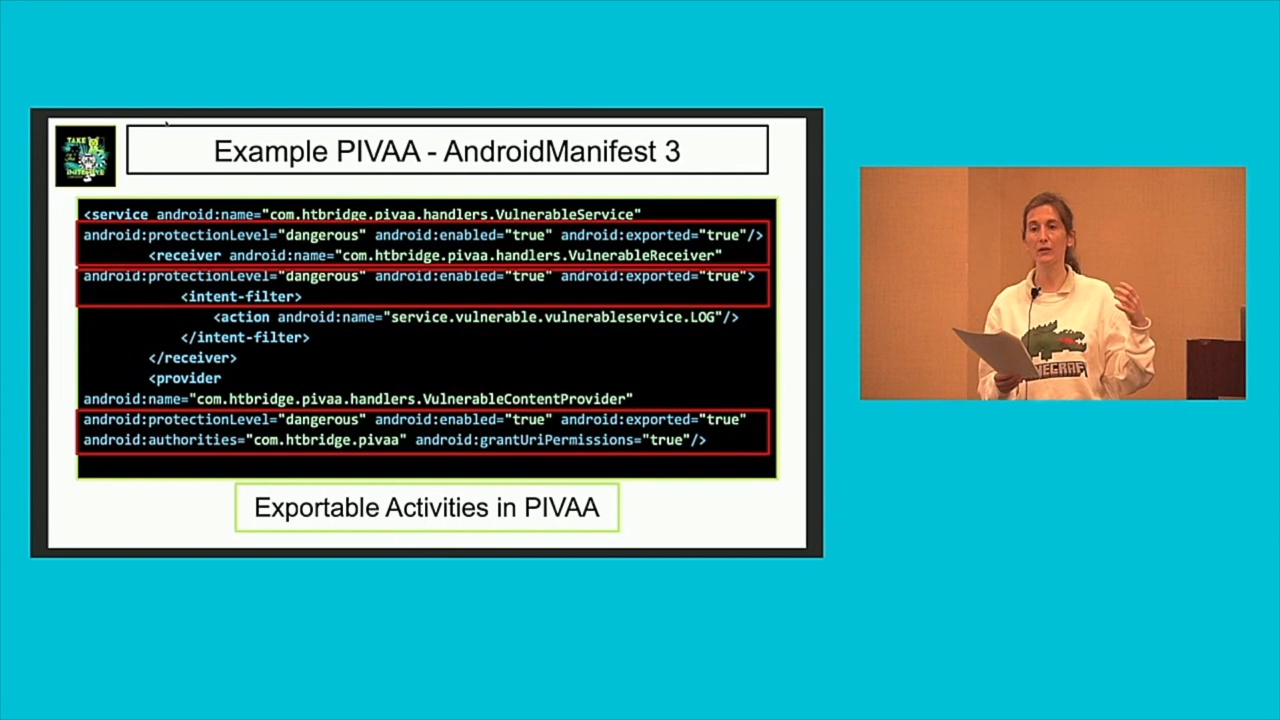 TAKE
Example PIVAA - AndroidManifest 3
<service android:name="com.htbridge.pivaa.handlers.VulnerableService"
android:protectionLevel="dangerous" android:enabled="true" android:exported="true"/>
<receiver android:name="com.htbridge.pivaa.handlers.VulnerableReceiver"
android:protectionLevel="dangerous" android:enabled="true" android:exported="true">
<intent-filter>
<action android:name="service.vulnerable.vulnerableservice.LOG"/>
</intent-filter>
</receiver>
<provider
android:name="com.htbridge.pivaa.handlers.VulnerableContentProvider"
android:protectionLevel="dangerous" android:enabled="true" android:exported="true"
android:authorities="com.htbridge.pivaa" android:grantUriPermissions="true"/>
Exportable Activities in PIVAA